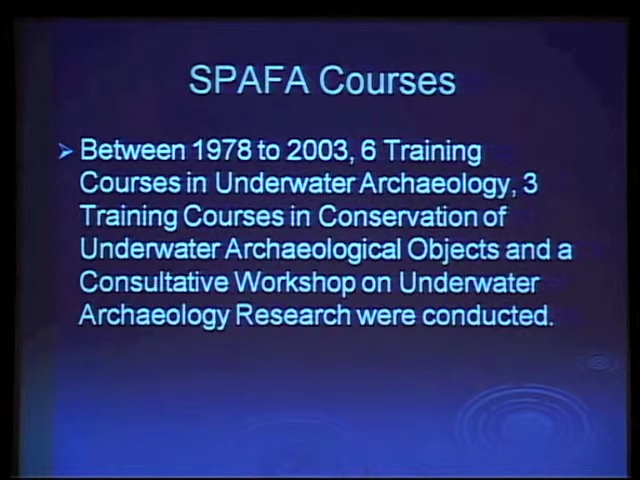 SPAFA Courses
Between 1978 to 2003, 6 Training
Courses in Underwater Archaeology, 3
Training Courses in Conservation of
Underwater Archaeological Objects and a
Consultative Workshop on Underwater
Archaeology Research were conducted.